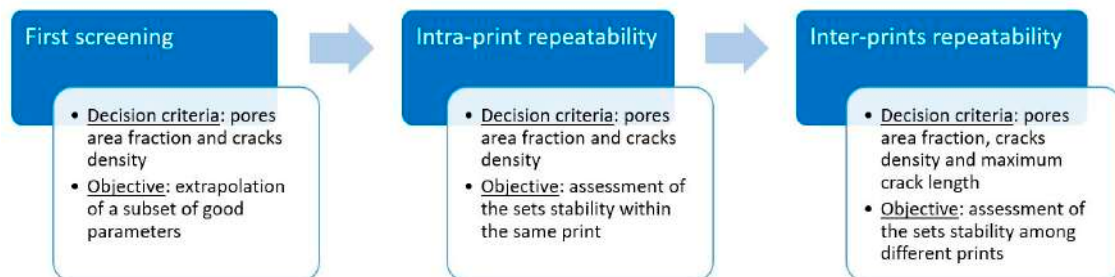 First screening
• Decision criteria: pores
area fraction and cracks
density
• Objective: extrapolation
of a subset of good
parameters
Intra-print repeatability
• Decision criteria: pores
area fraction and cracks
density
• Objective: assessment of
the sets stability within
the same print
Inter-prints repeatability
• Decision criteria: pores
area fraction, cracks
density and maximum
crack length
• Objective: assessment of
the sets stability among
different prints